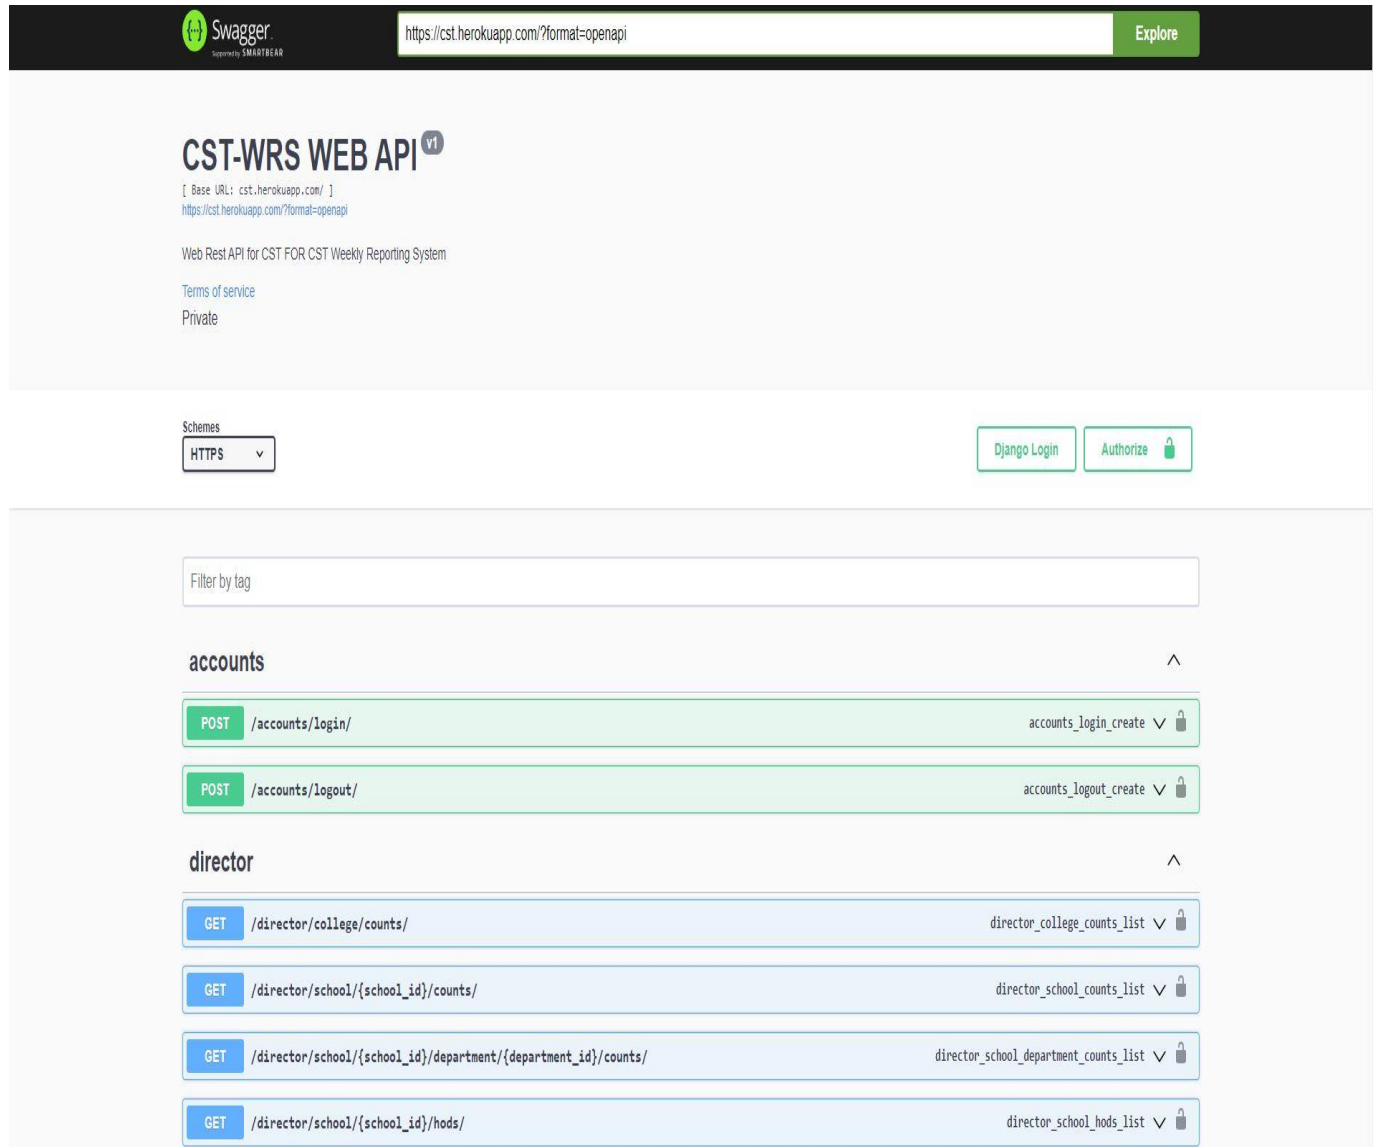 Swagger.
Supported by SMARTBEAR
https://cst.herokuapp.com/?format=openapi
Explore
CST-WRS WEB API v1
[ Base URL: cst.herokuapp.com/ ]
https://cst.herokuapp.com/?format=openapi
Web Rest API for CST FOR CST Weekly Reporting System
Terms of service
Private
Schemes
HTTPS
Django Login
Authorize
Filter by tag
accounts
POST /accounts/login/ accounts_login_create
POST /accounts/logout/ accounts_logout_create
director
GET /director/college/counts/ director_college_counts_list
GET /director/school/{school_id}/counts/ director_school_counts_list
GET /director/school/{school_id}/department/{department_id}/counts/ director_school_department_counts_list
GET /director/school/{school_id}/hods/ director_school_hods_list